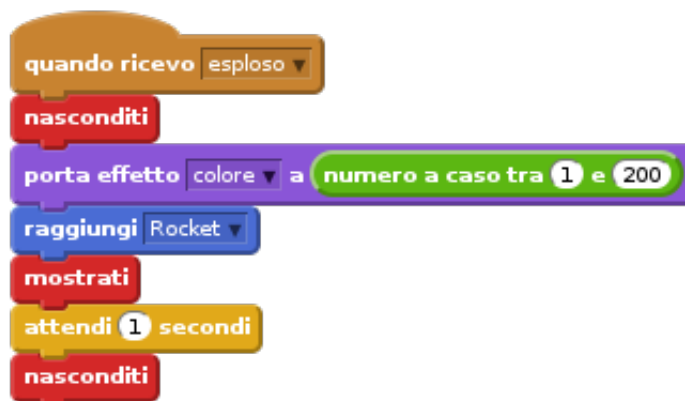 quando ricevo esploso
nasconditi
porta effetto colore a numero a caso tra 1 e 200
raggiungi Rocket
mostrati
attendi 1 secondi
nasconditi